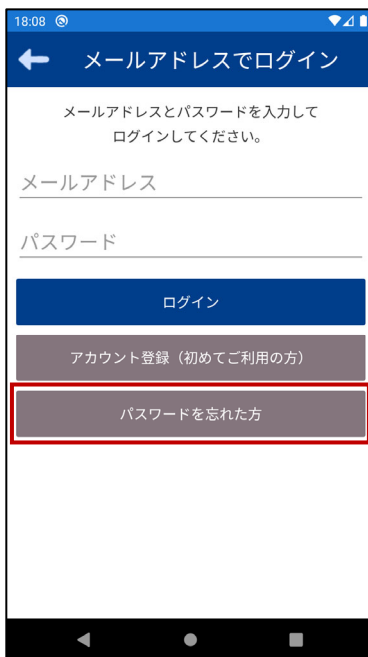 18:08
メールアドレスでログイン
メールアドレスとパスワードを入力して
ログインしてください。
メールアドレス
パスワード
ログイン
アカウント登録（初めてご利用の方）
パスワードを忘れた方